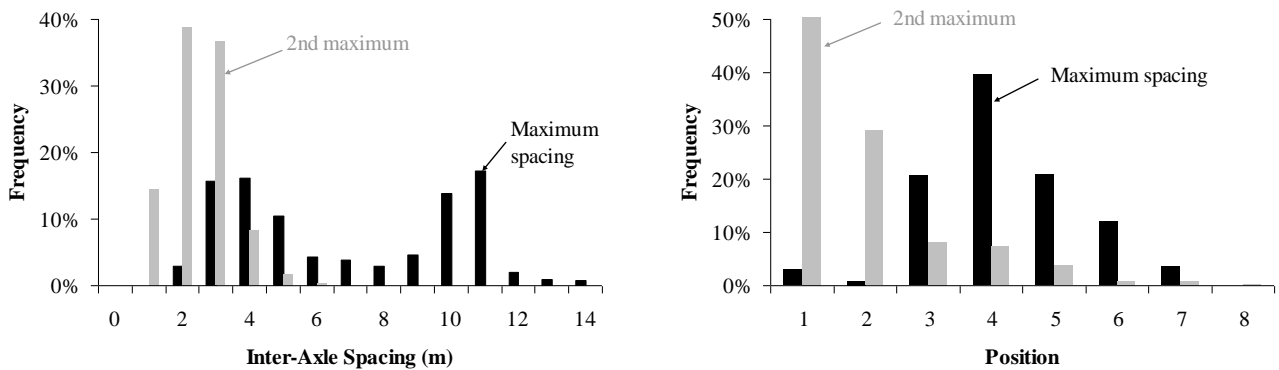 40%
30%
20%
10%
0%
Frequency
2nd maximum
Maximum
spacing
0 2 4 6 8 10 12 14
Inter-Axle Spacing (m)
50%
40%
30%
20%
10%
0%
Frequency
2nd maximum
Maximum spacing
1 2 3 4 5 6 7 8
Position